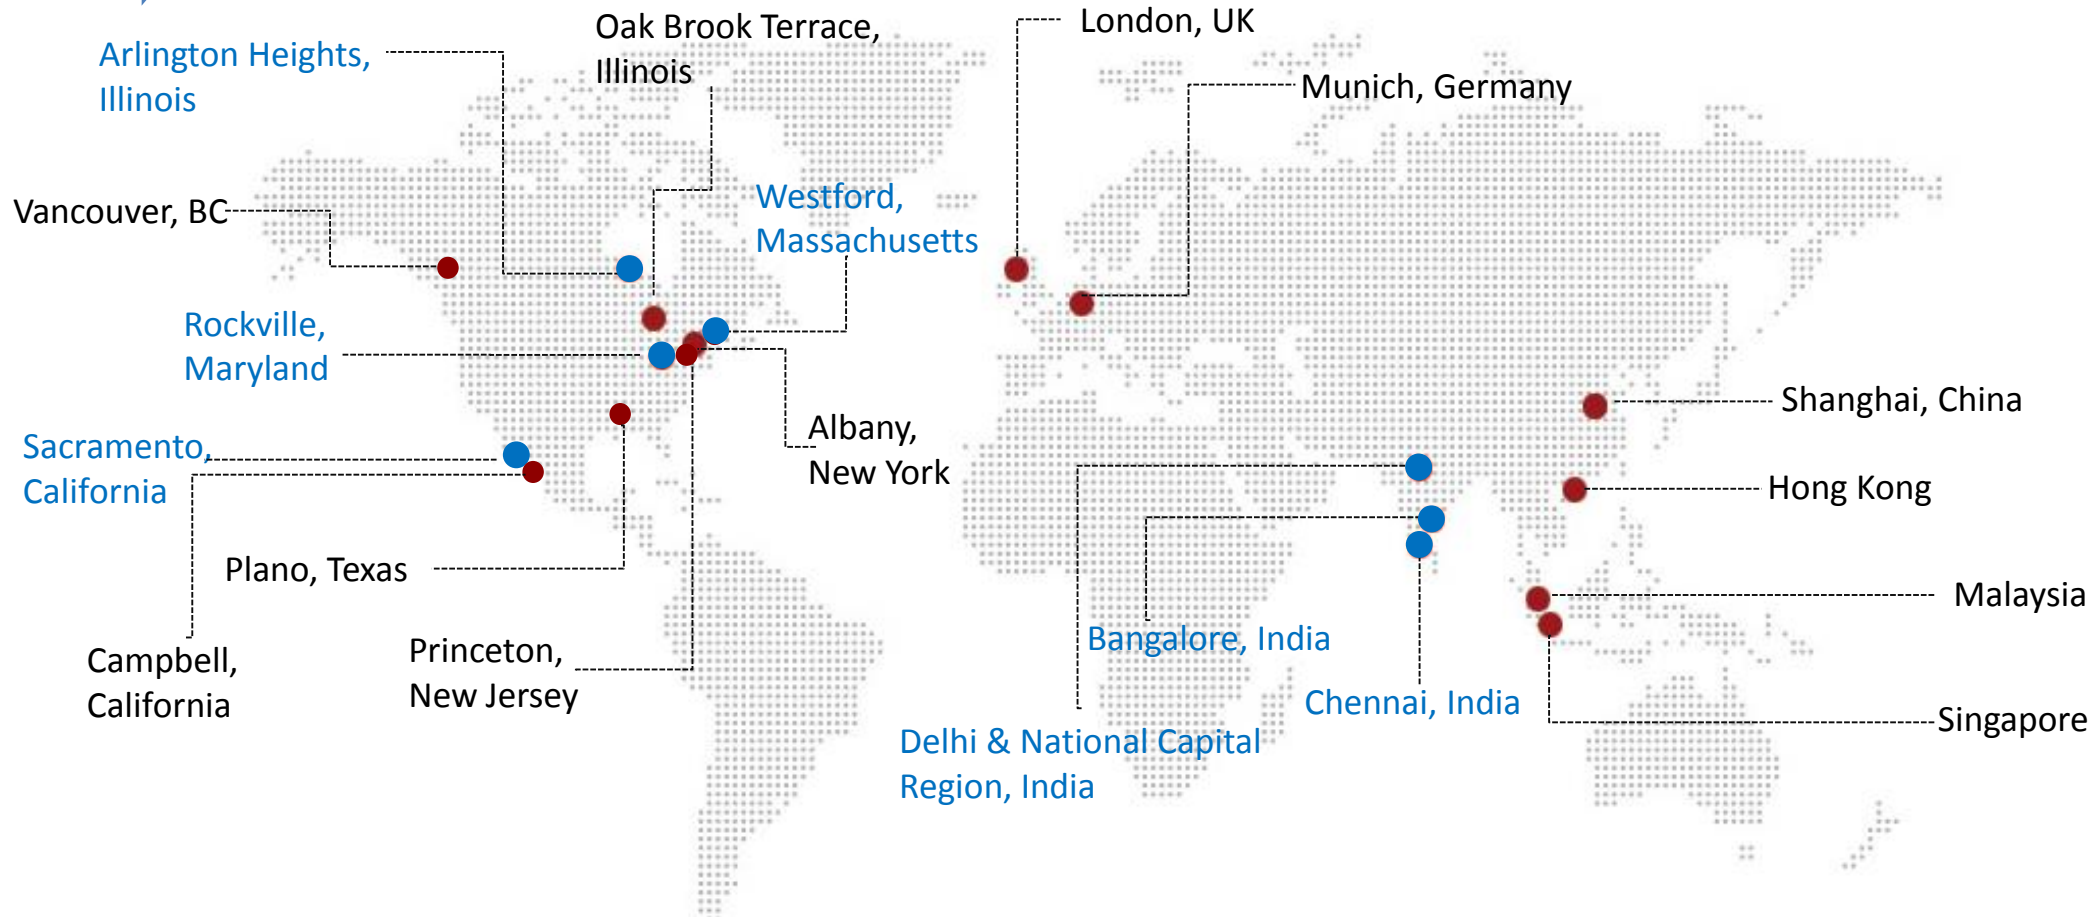 Oak Brook Terrace,
Illinois
London, UK
Arlington Heights,
Illinois
Munich, Germany
Vancouver, BC
Westford,
Massachusetts
Rockville,
Maryland
Shanghai, China
Albany,
New York
Sacramento,
California
Hong Kong
Plano, Texas
Malaysia
Bangalore, India
Campbell,
California
Princeton,
New Jersey
Chennai, India
Singapore
Delhi & National Capital
Region, India